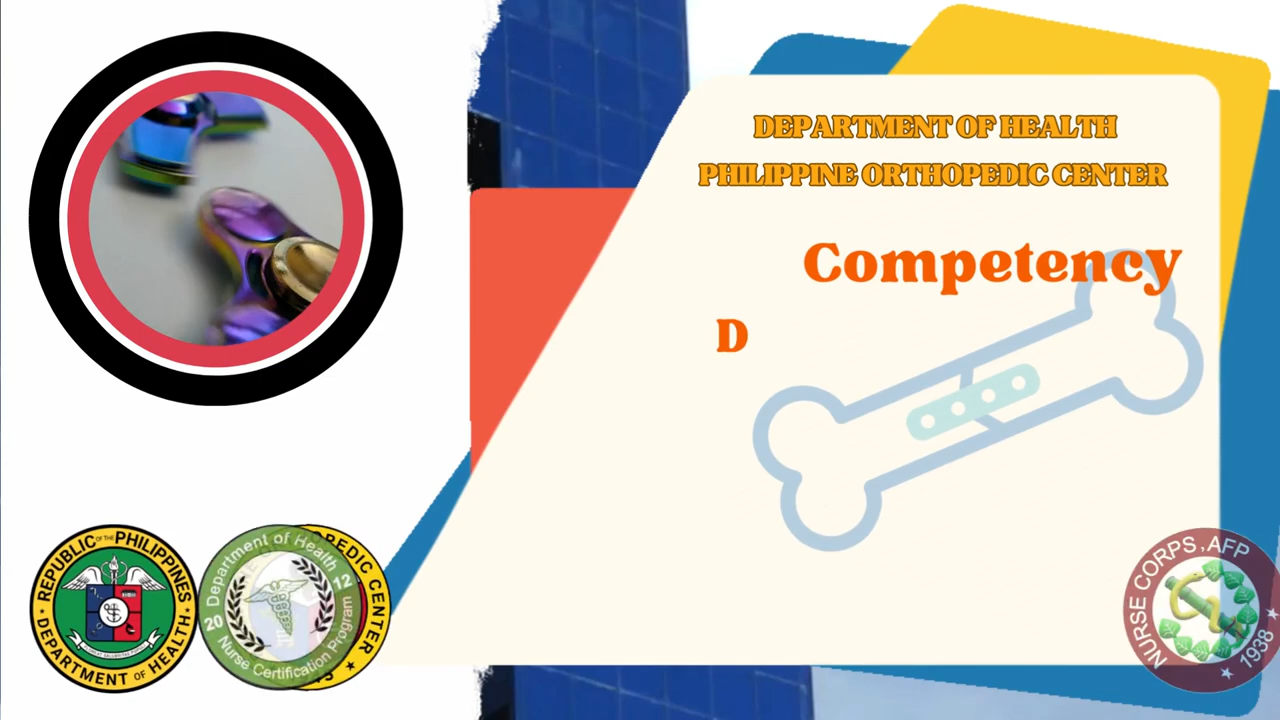 DEPARTMENT OF HEALTH
PHILIPPINE ORTHOPEDIC CENTER
Competency
D
REPUBLIC OF THE PHILIPPINES
DEPARTMENT OF HEALTH
Department of Health
20 12
Nurse Certification Program
OPEDIC CENTER
NURSE CORPS, AFP
1938